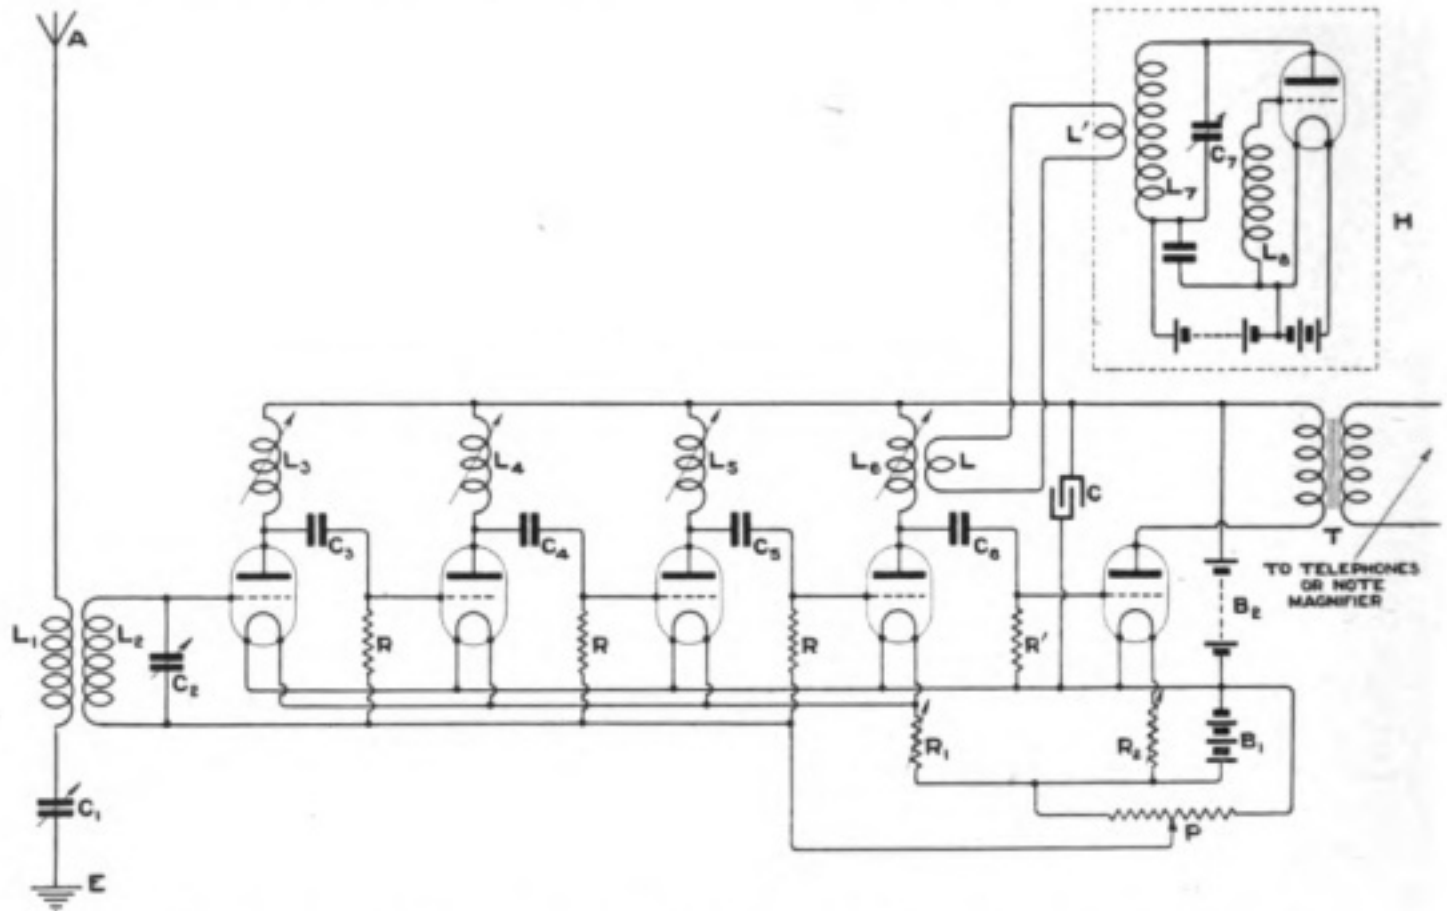 A
L'
L7
C7
L8
H
L3
L4
L5
L6
L
C
C3
C4
C5
C6
T
TO TELEPHONES
OR NOTE
MAGNIFIER
L1
L2
C2
R
R
R
R'
B2
R1
R2
B1
C1
P
E